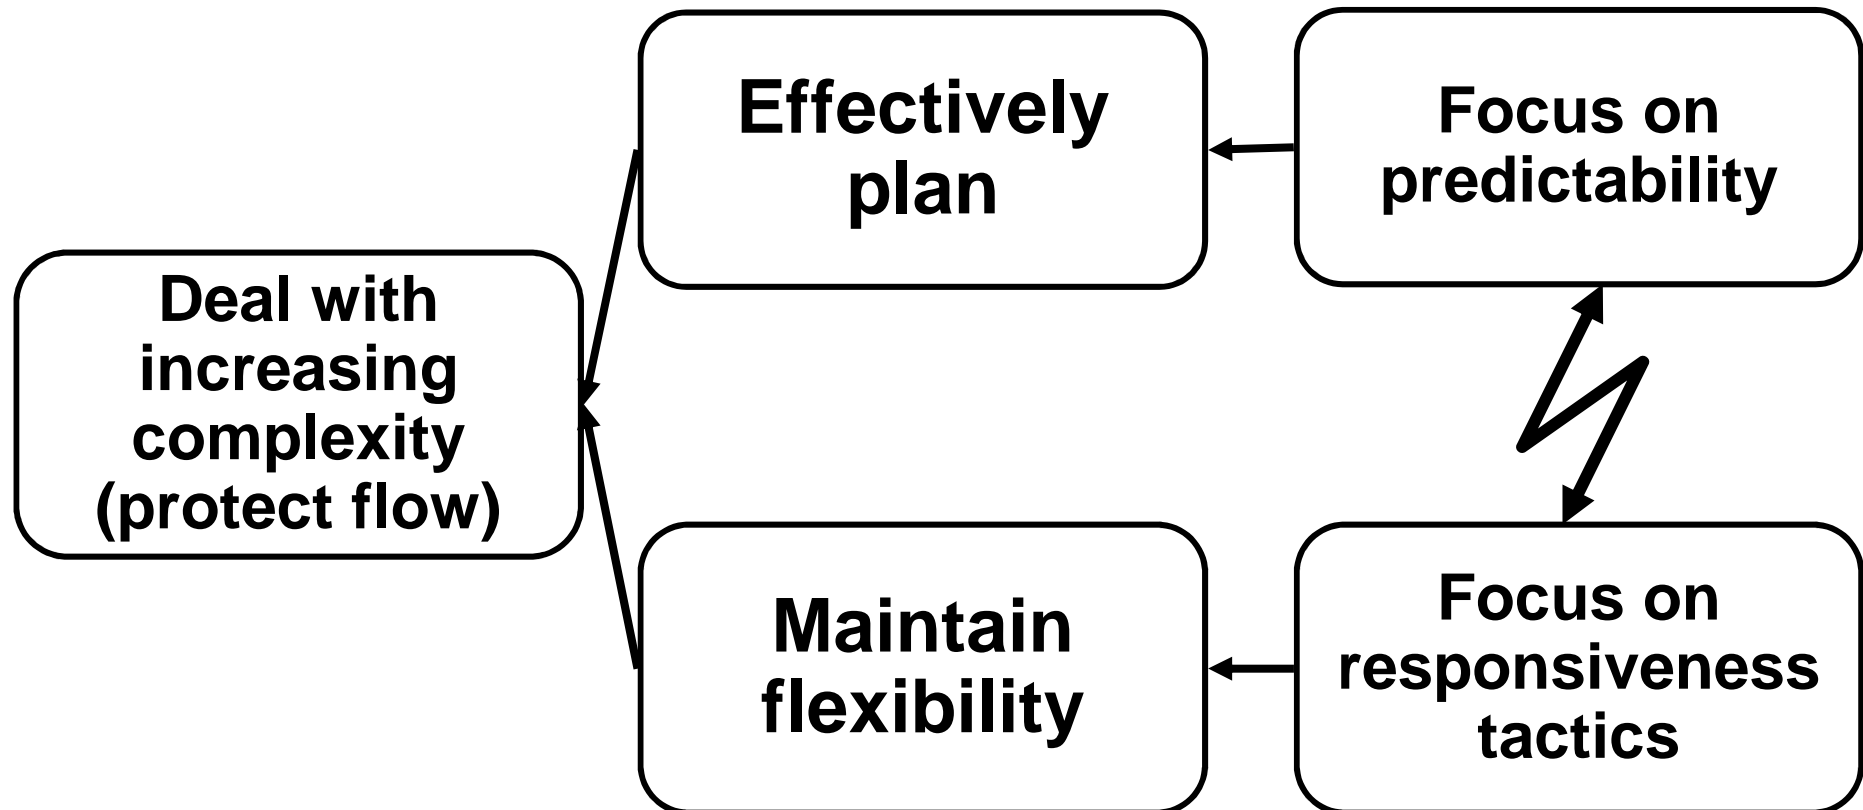 Effectively
plan
Focus on
predictability
Deal with
increasing
complexity
(protect flow)
Maintain
flexibility
Focus on
responsiveness
tactics